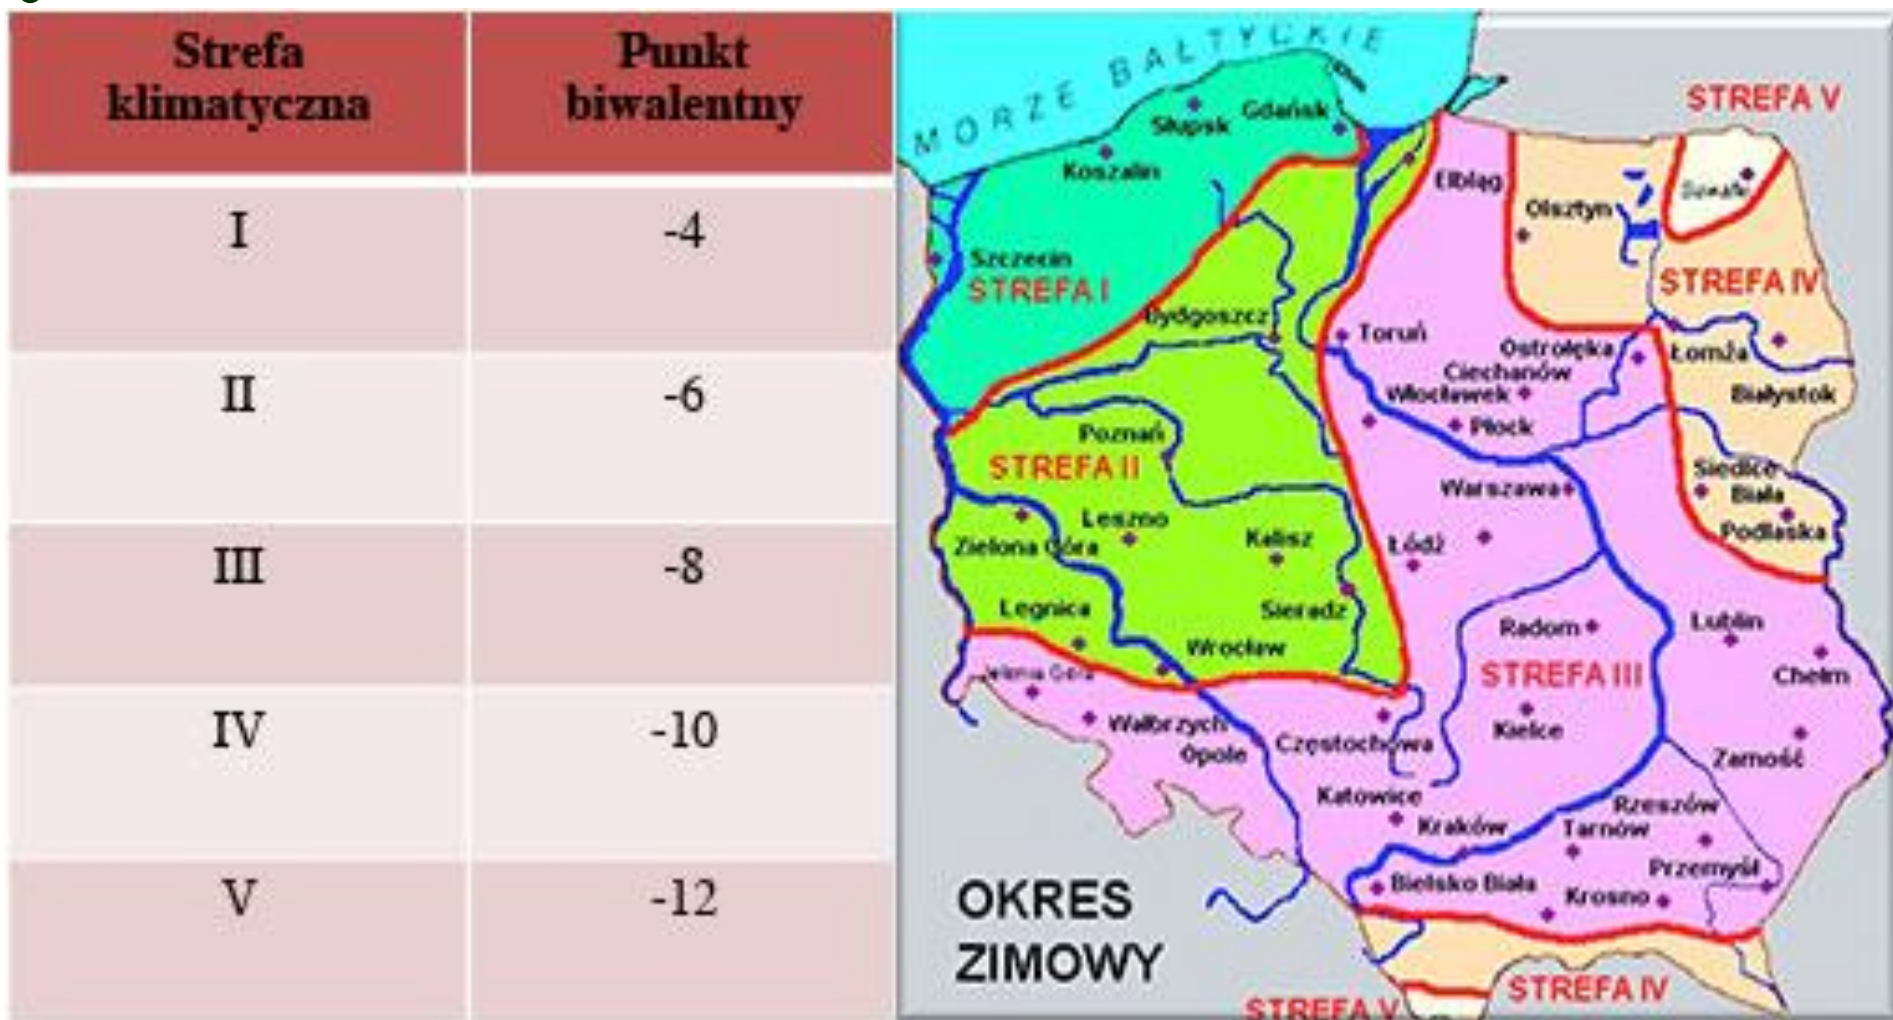 Strefa
klimatyczna
Punkt
biwalentny
I
-4
II
-6
III
-8
IV
-10
V
-12
MORZE BAŁTYCKIE
STREFA V
Słupsk
Gdańsk
Koszalin
Elbląg
Suwałki
Olsztyn
Szczecin
STREFA I
STREFA IV
Bydgoszcz
Toruń
Ostrołęka
Łomża
Ciechanów
Włocławek
Białystok
Płock
Poznań
STREFA II
Siedlce
Warszawa
Biała
Podlaska
Leszno
Zielona Góra
Kalisz
Łódź
Legnica
Sieradz
Radom
Lublin
Wrocław
Jelenia Góra
STREFA III
Chełm
Wałbrzych
Opole
Częstochowa
Kielce
Zamość
Katowice
Rzeszów
Kraków
Tarnów
Przemyśl
Bielsko Biała
Krosno
OKRES
ZIMOWY
STREFA IV
STREFA V